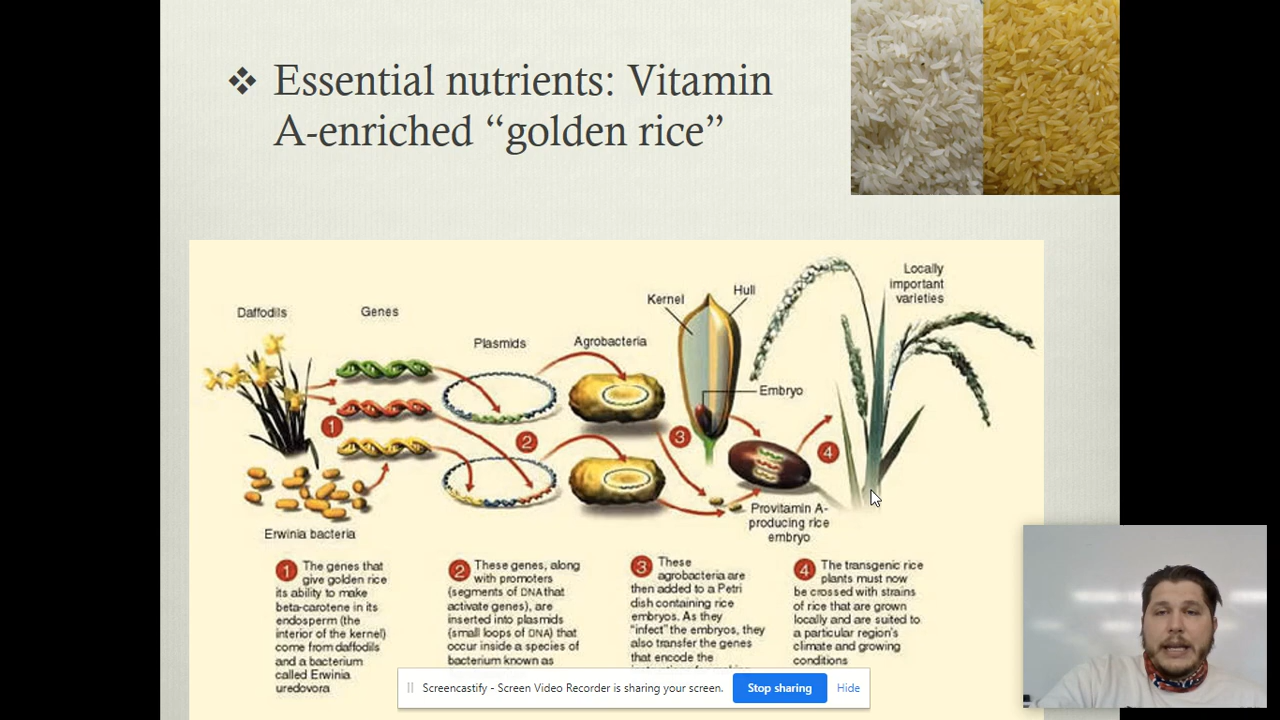 ❖ Essential nutrients: Vitamin
A-enriched “golden rice”
Daffodils
Genes
Plasmids
Agrobacteria
Kernel
Hull
Embryo
Locally
important
varieties
1
2
3
4
Erwinia bacteria
Provitamin A-
producing rice
embryo
1 The genes that
give golden rice
its ability to make
beta-carotene in its
endosperm (the
interior of the kernel)
come from daffodils
and a bacterium
called Erwinia
uredovora
2 These genes, along
with promoters
(segments of DNA that
activate genes), are
inserted into plasmids
(small loops of DNA) that
occur inside a species of
bacterium known as
3 These
agrobacteria are
then added to a Petri
dish containing rice
embryos. As they
“infect” the embryos, they
also transfer the genes
that encode the
4 The transgenic rice
plants must now
be crossed with strains
of rice that are grown
locally and are suited to
a particular region's
climate and growing
conditions
Screencastify - Screen Video Recorder is sharing your screen.
Stop sharing
Hide